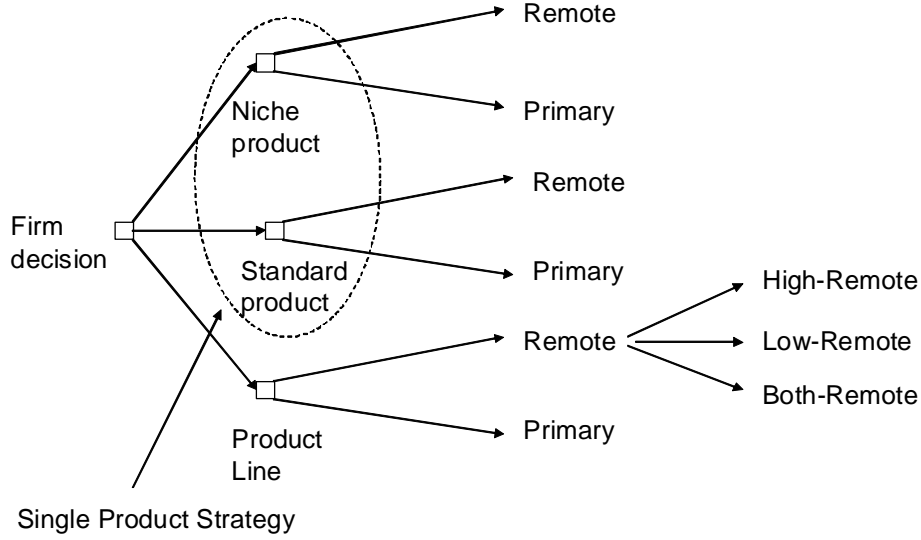 Remote
Niche
product
Primary
Remote
Firm
decision
Standard
product
Primary
High-Remote
Remote
Low-Remote
Both-Remote
Product
Line
Primary
Single Product Strategy